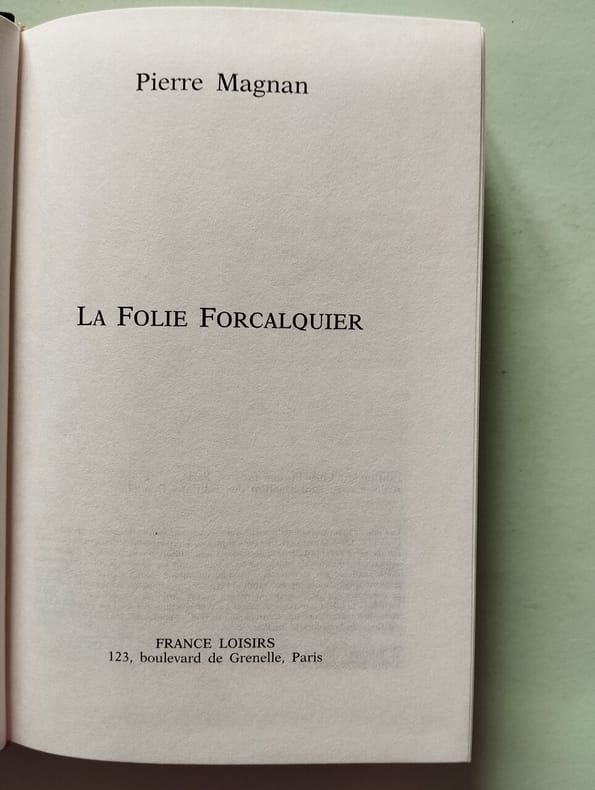 Pierre Magnan
LA FOLIE FORCALQUIER
FRANCE LOISIRS
123, boulevard de Grenelle, Paris